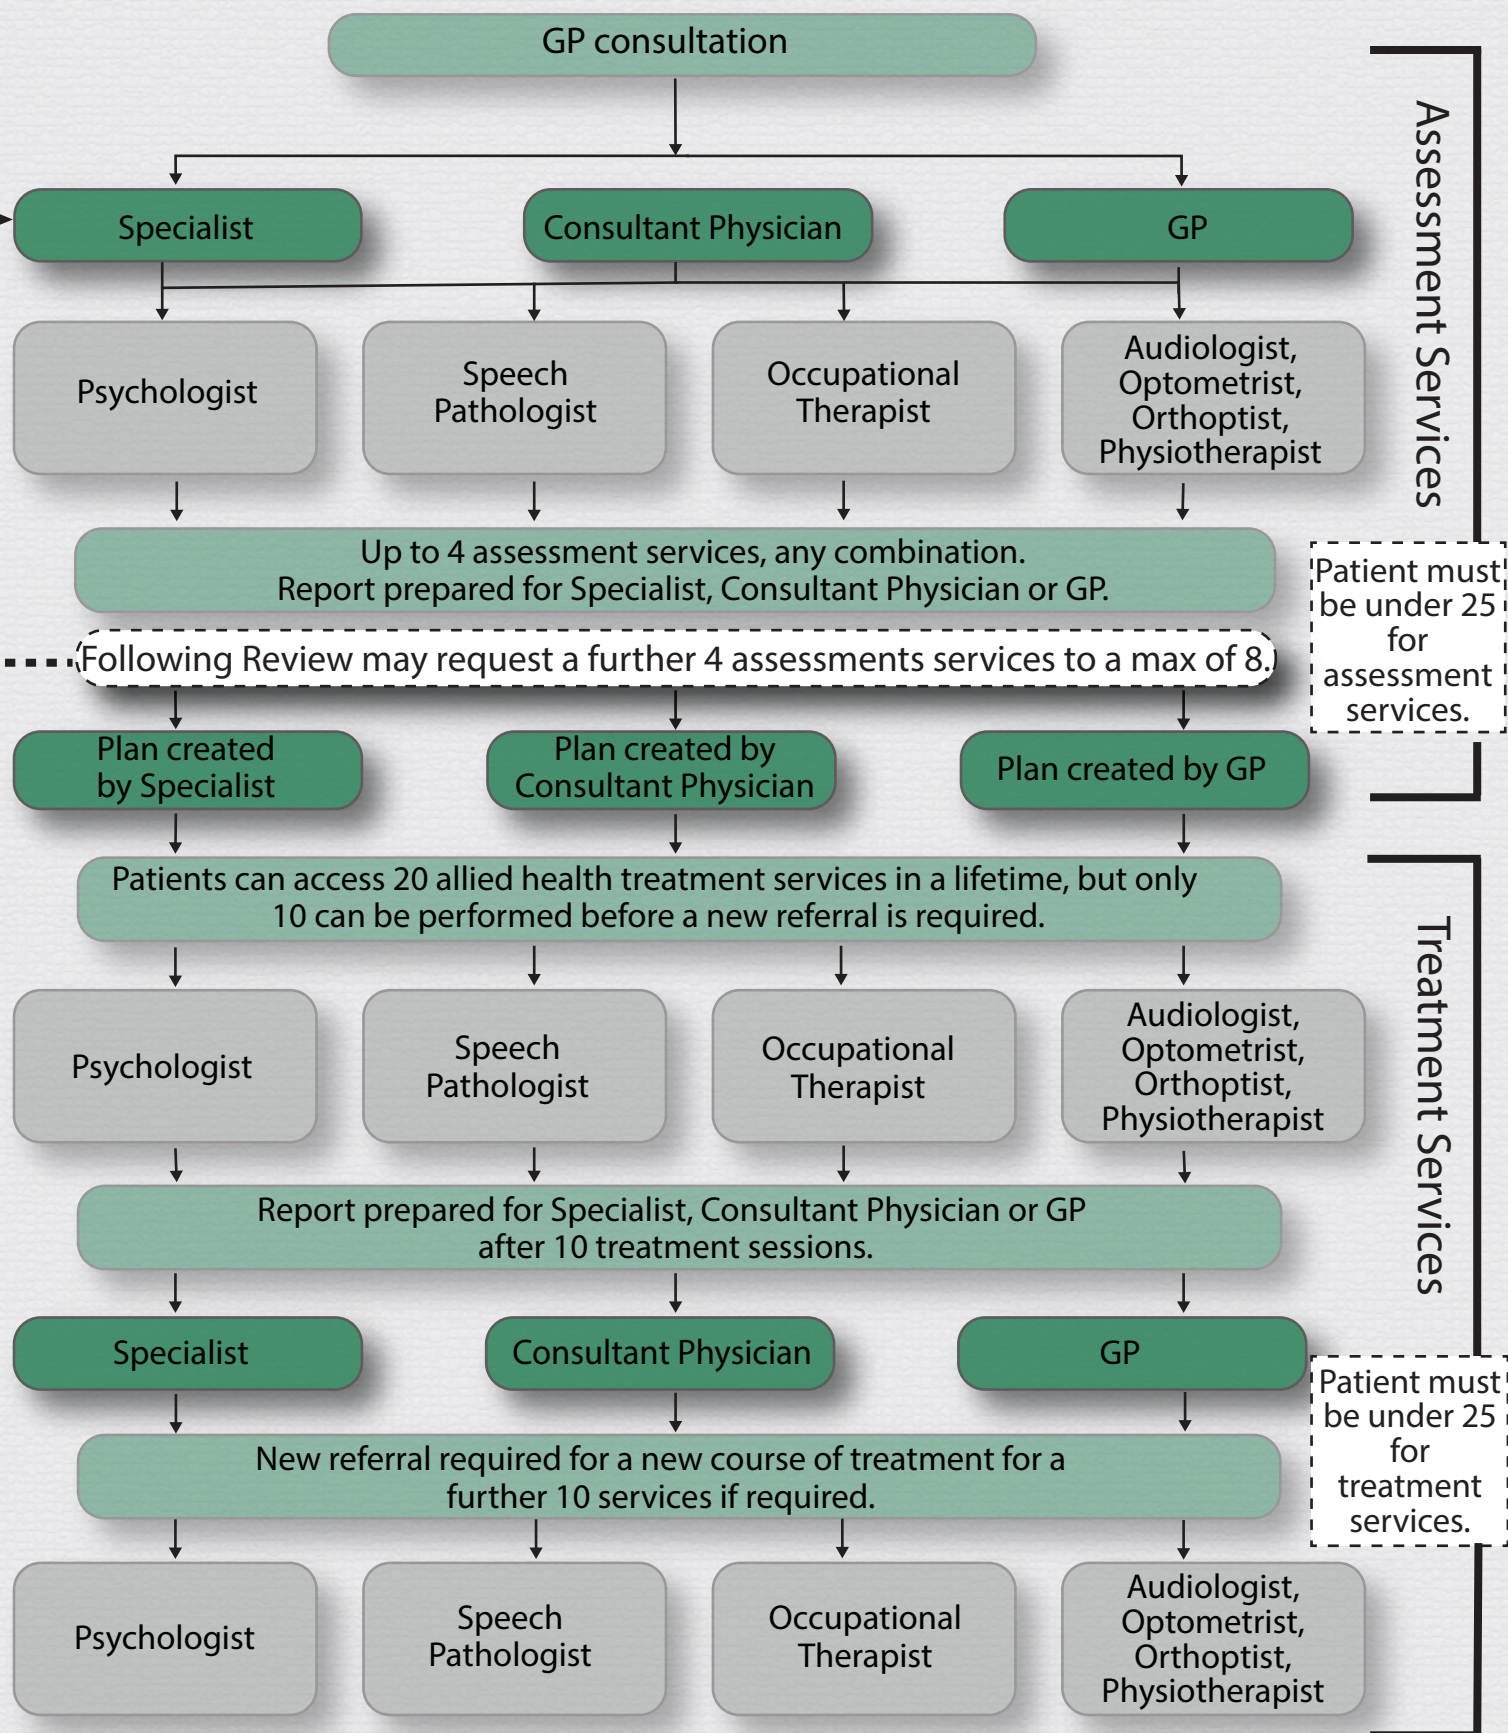 GP consultation
Specialist
Consultant Physician
GP
Assessment Services
Psychologist
Speech
Pathologist
Occupational
Therapist
Audiologist,
Optometrist,
Orthoptist,
Physiotherapist
Up to 4 assessment services, any combination.
Report prepared for Specialist, Consultant Physician or GP.
Patient must
be under 25
for
assessment
services.
Following Review may request a further 4 assessments services to a max of 8.
Plan created
by Specialist
Plan created by
Consultant Physician
Plan created by GP
Patients can access 20 allied health treatment services in a lifetime, but only
10 can be performed before a new referral is required.
Treatment Services
Psychologist
Speech
Pathologist
Occupational
Therapist
Audiologist,
Optometrist,
Orthoptist,
Physiotherapist
Report prepared for Specialist, Consultant Physician or GP
after 10 treatment sessions.
Specialist
Consultant Physician
GP
Patient must
be under 25
for
treatment
services.
New referral required for a new course of treatment for a
further 10 services if required.
Psychologist
Speech
Pathologist
Occupational
Therapist
Audiologist,
Optometrist,
Orthoptist,
Physiotherapist